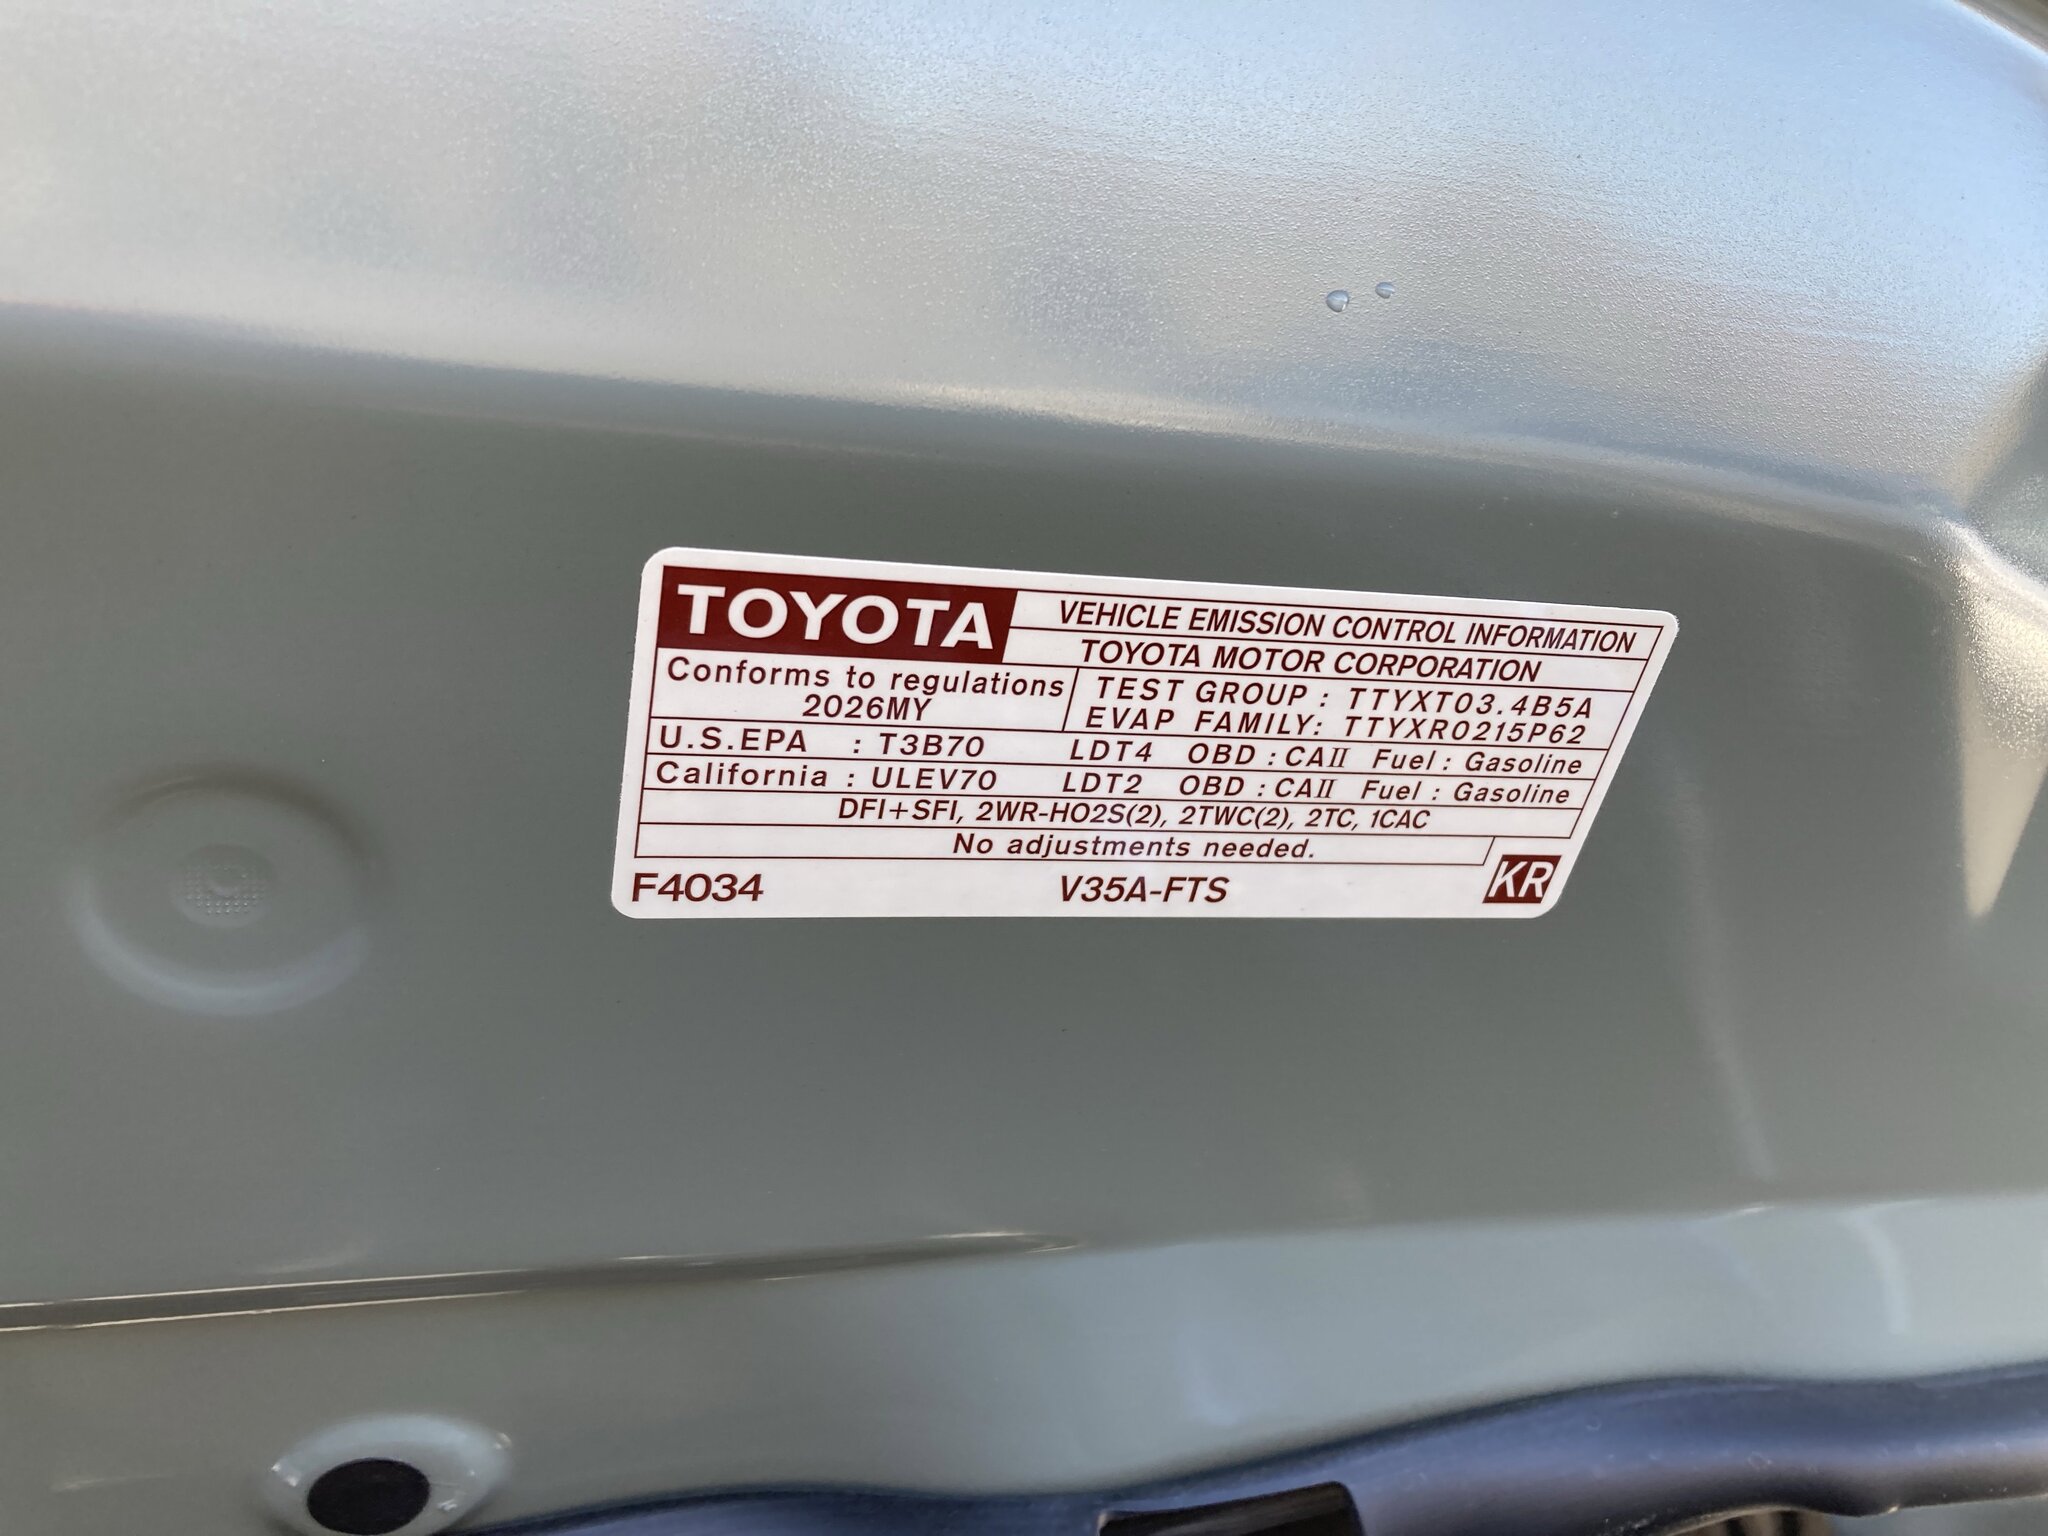 TOYOTA
VEHICLE EMISSION CONTROL INFORMATION
TOYOTA MOTOR CORPORATION
Conforms to regulations
2026MY
TEST GROUP : TTYXT03.4B5A
EVAP FAMILY: TTYXR0215P62
U.S.EPA : T3B70 LDT4 OBD : CAII Fuel : Gasoline
California : ULEV70 LDT2 OBD : CAII Fuel : Gasoline
DFI+SFI, 2WR-HO2S(2), 2TWC(2), 2TC, 1CAC
No adjustments needed.
F4034 V35A-FTS KR